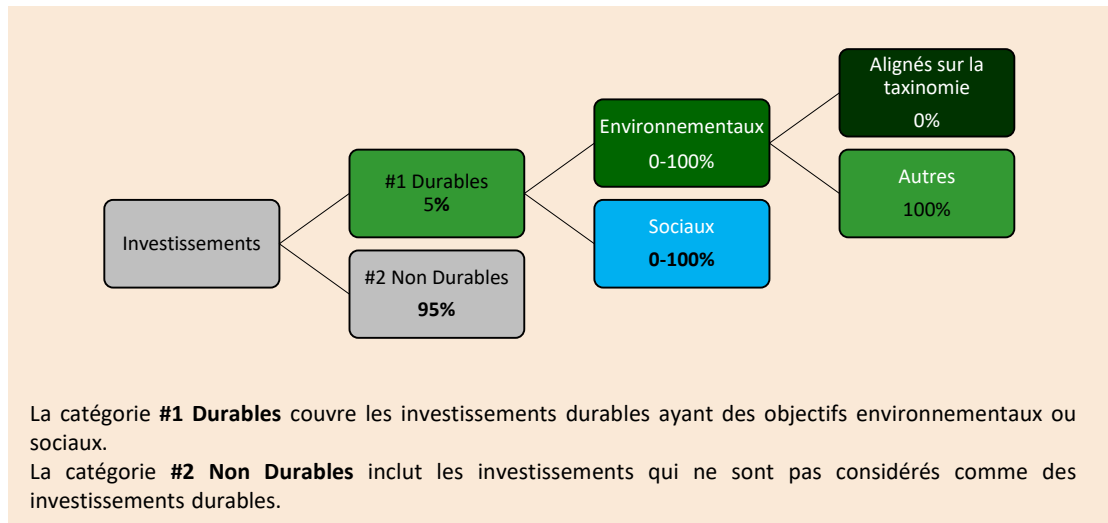 Investissements
#1 Durables
5%
#2 Non Durables
95%
Environnementaux
0-100%
Sociaux
0-100%
Alignés sur la
taxinomie
0%
Autres
100%
La catégorie #1 Durables couvre les investissements durables ayant des objectifs environnementaux ou
sociaux.
La catégorie #2 Non Durables inclut les investissements qui ne sont pas considérés comme des
investissements durables.